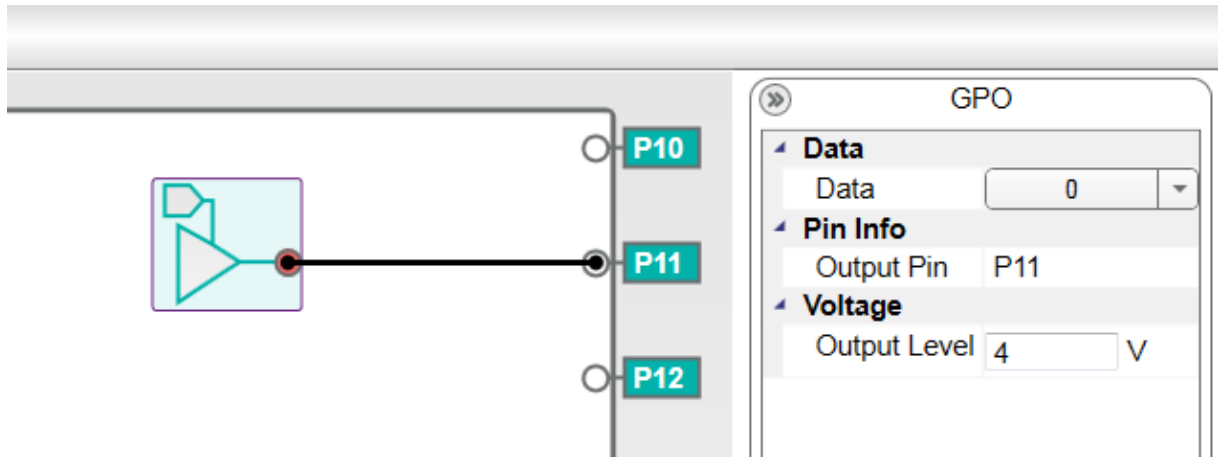 P10
P11
P12
GPO
Data
Data 0
Pin Info
Output Pin P11
Voltage
Output Level 4 V